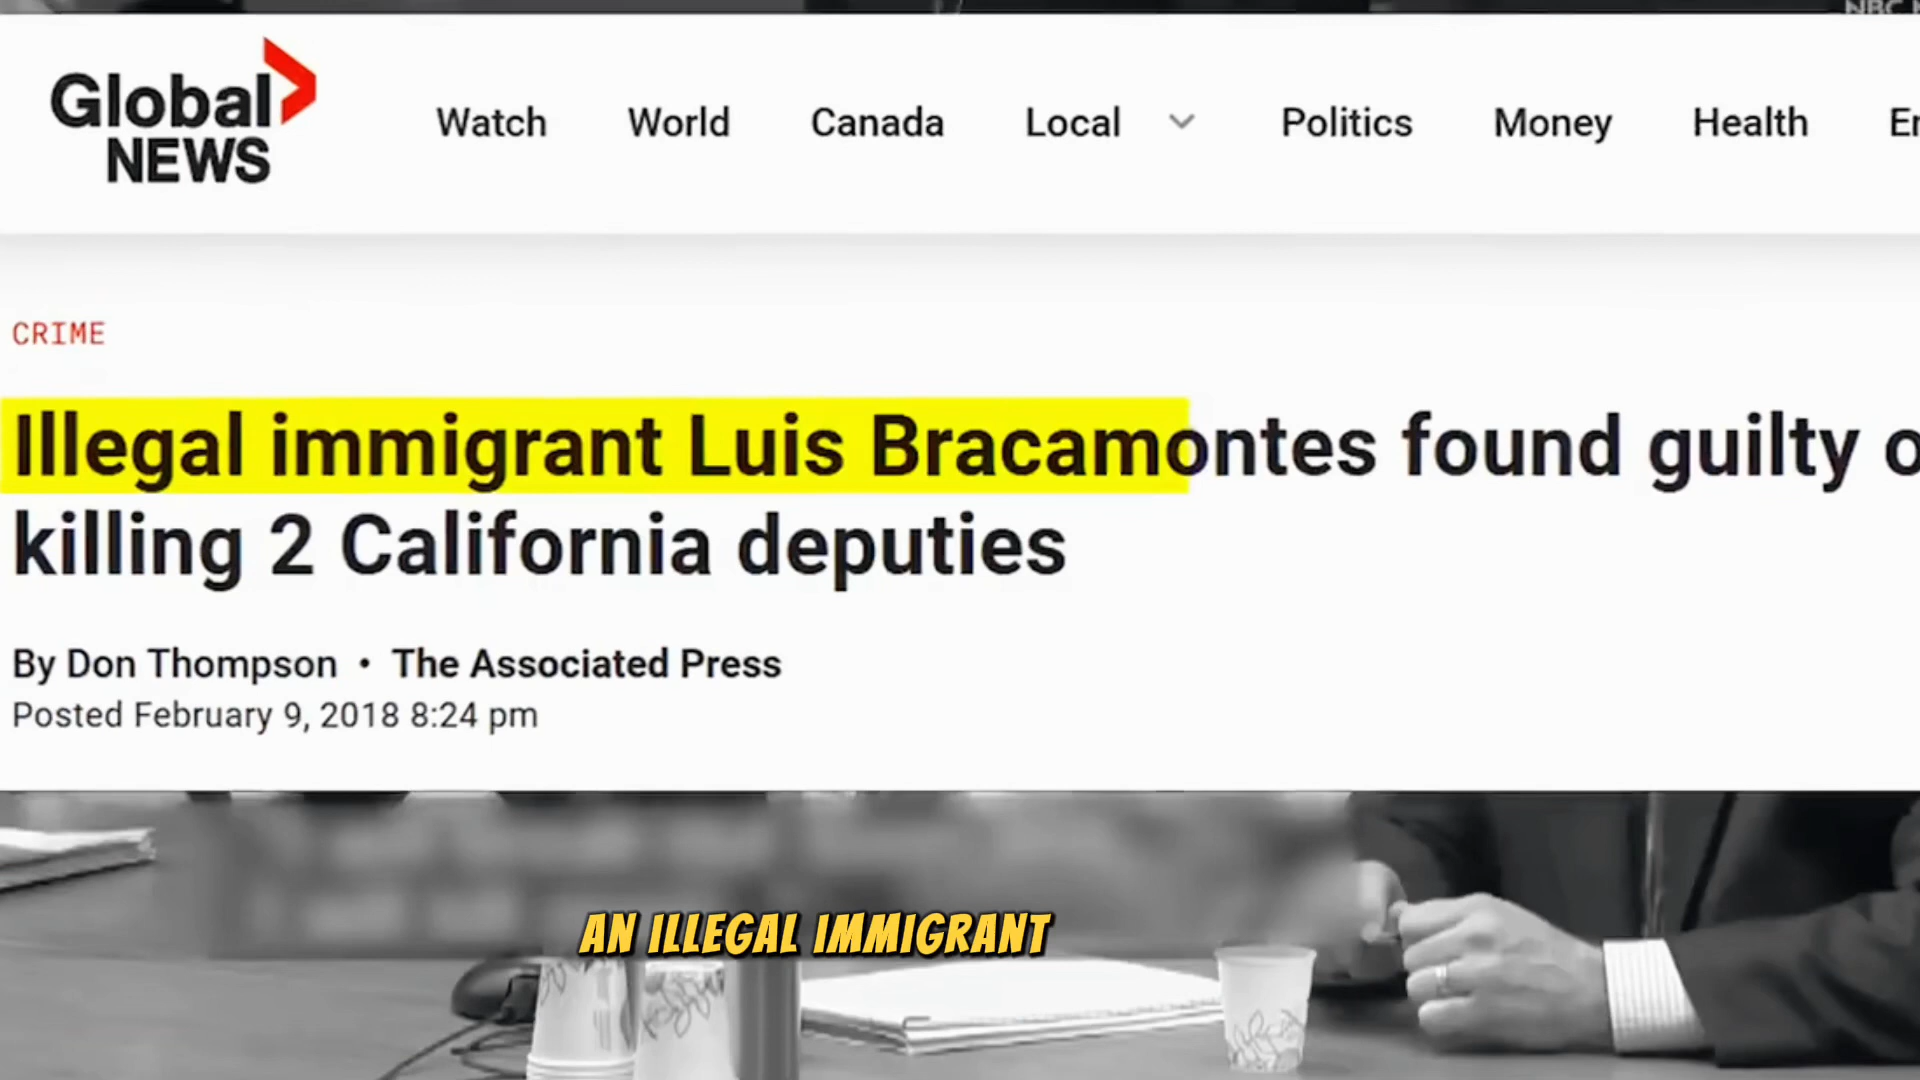 NBC
Global
NEWS
Watch World Canada Local Politics Money Health
CRIME
Illegal immigrant Luis Bracamontes found guilty
killing 2 California deputies
By Don Thompson • The Associated Press
Posted February 9, 2018 8:24 pm
AN ILLEGAL IMMIGRANT